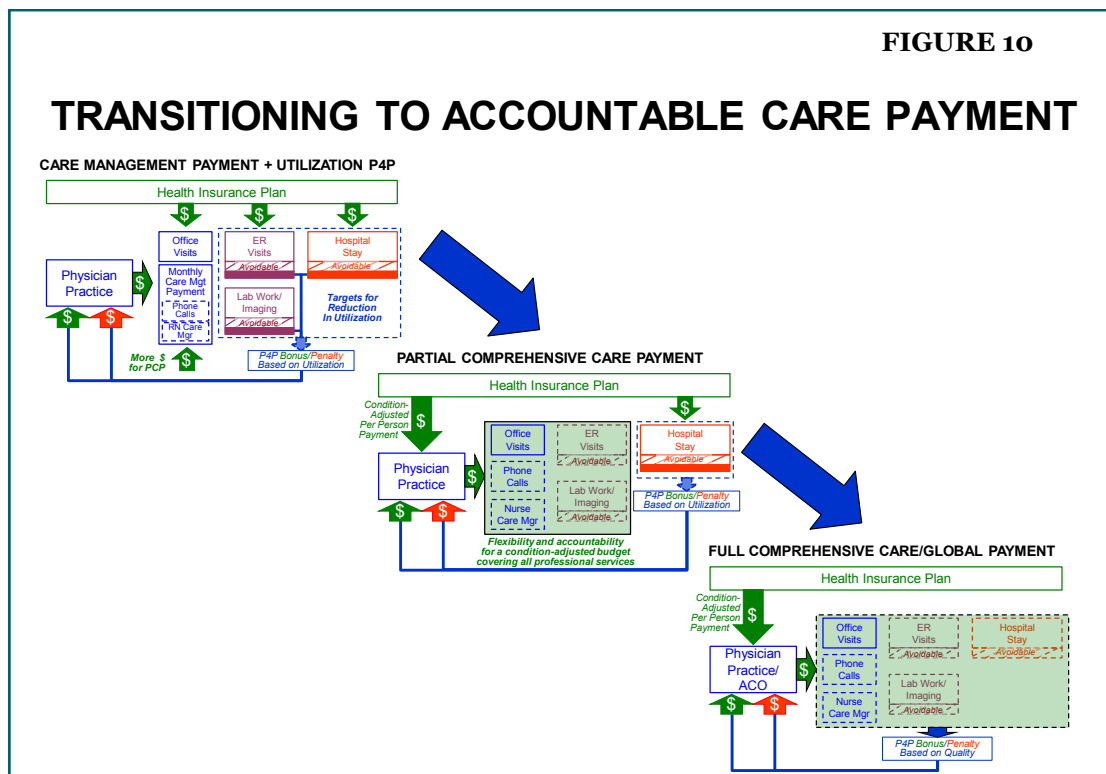 FIGURE 10
TRANSITIONING TO ACCOUNTABLE CARE PAYMENT
CARE MANAGEMENT PAYMENT + UTILIZATION P4P
Health Insurance Plan
$
$
$
Office
Visits
ER
Visits
Avoidable
Hospital
Stay
Avoidable
Physician
Practice
$
Monthly
Care Mgt
Payment
Phone
Calls
RN Care
Mgr
Lab Work/
Imaging
Avoidable
Targets for
Reduction
In Utilization
$
$
More $
for PCP
$
P4P Bonus/Penalty
Based on Utilization
PARTIAL COMPREHENSIVE CARE PAYMENT
Health Insurance Plan
Condition-
Adjusted
Per Person
Payment
$
$
Physician
Practice
$
Office
Visits
Phone
Calls
Nurse
Care Mgr
ER
Visits
Avoidable
Lab Work/
Imaging
Avoidable
Hospital
Stay
Avoidable
$
$
P4P Bonus/Penalty
Based on Utilization
Flexibility and accountability
for a condition-adjusted budget
covering all professional services
FULL COMPREHENSIVE CARE/GLOBAL PAYMENT
Health Insurance Plan
Condition-
Adjusted
Per Person
Payment
$
Physician
Practice/
ACO
$
Office
Visits
Phone
Calls
Nurse
Care Mgr
ER
Visits
Avoidable
Lab Work/
Imaging
Avoidable
Hospital
Stay
Avoidable
$
$
P4P Bonus/Penalty
Based on Quality